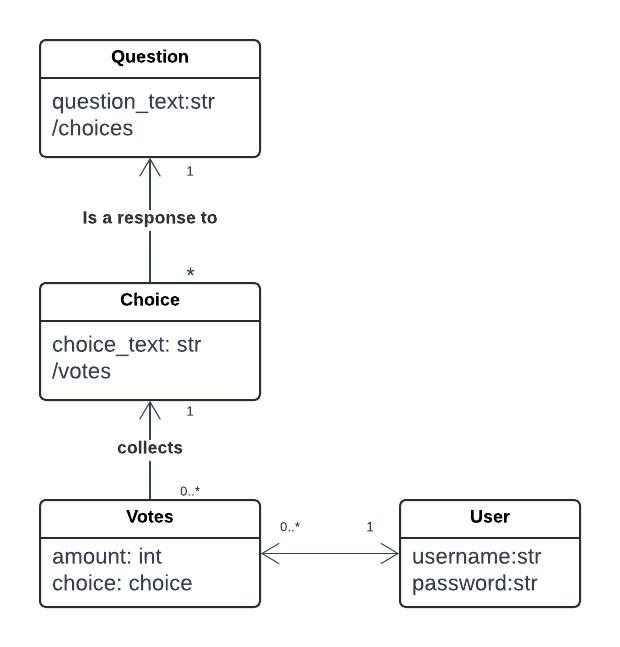 Question
question_text:str
/choices
1
Is a response to
*
Choice
choice_text: str
/votes
1
collects
0..*
Votes
amount: int
choice: choice
0..*
1
User
username:str
password:str